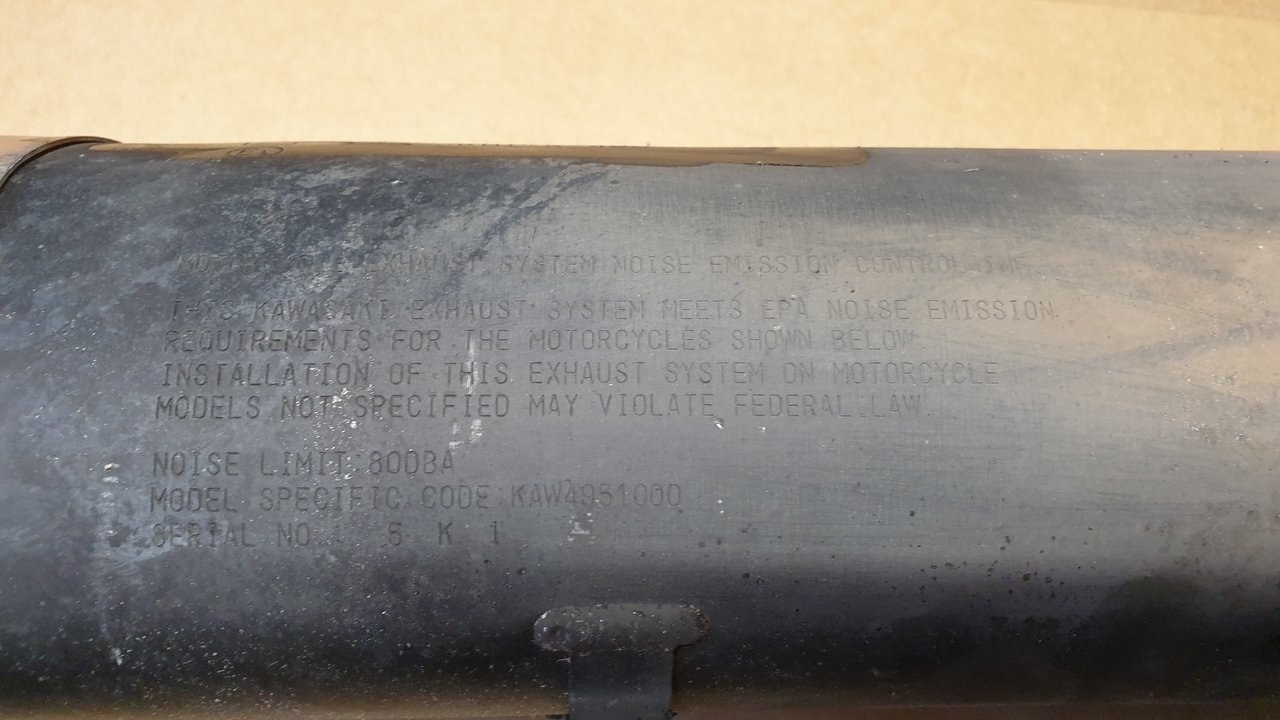 EXHAUST SYSTEM NOISE EMISSION CONTROL
THIS KAWASAKI EXHAUST SYSTEM MEETS EPA NOISE EMISSION
REQUIREMENTS FOR THE MOTORCYCLES SHOWN BELOW.
INSTALLATION OF THIS EXHAUST SYSTEM ON MOTORCYCLE
MODELS NOT SPECIFIED MAY VIOLATE FEDERAL LAW.
NOISE LIMIT:80DBA
MODEL SPECIFIC CODE:
SERIAL NO. 5 K 1